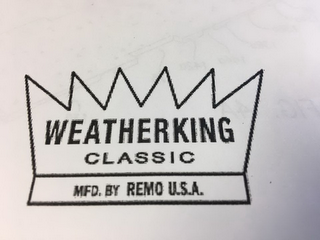 WEATHERKING
CLASSIC
MFD. BY REMO U.S.A.